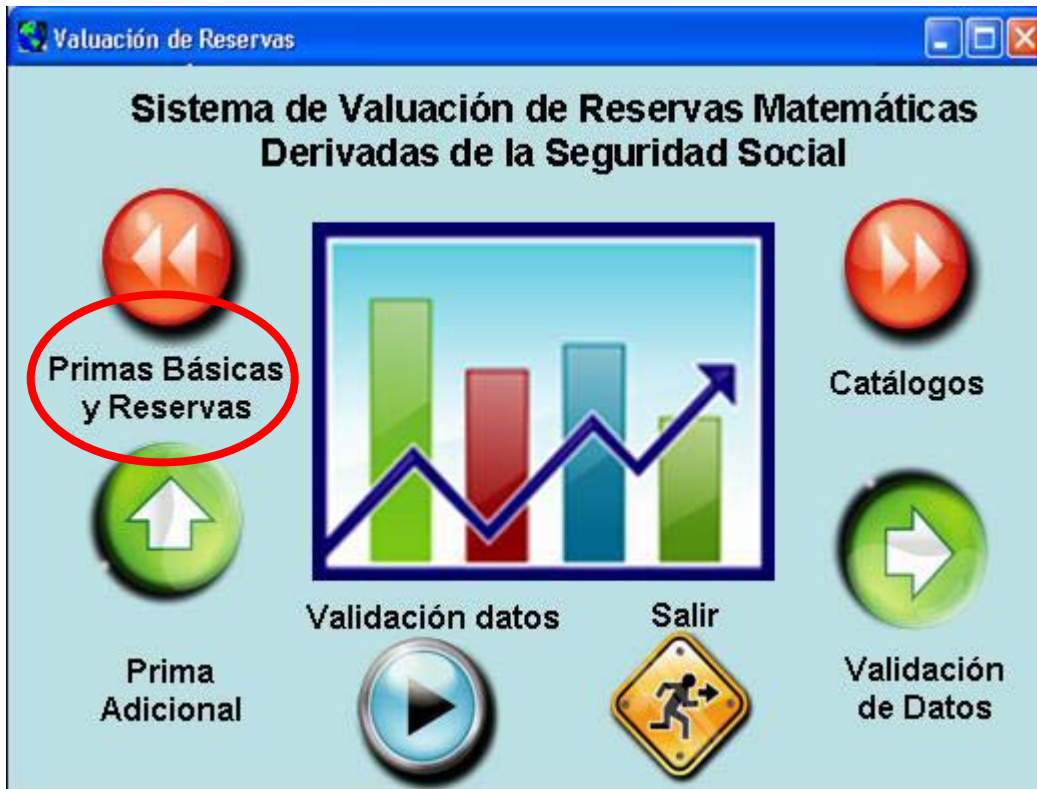 Valuación de Reservas
Sistema de Valuación de Reservas Matemáticas
Derivadas de la Seguridad Social
Primas Básicas
y Reservas
Catálogos
Validación datos
Salir
Prima
Adicional
Validación
de Datos